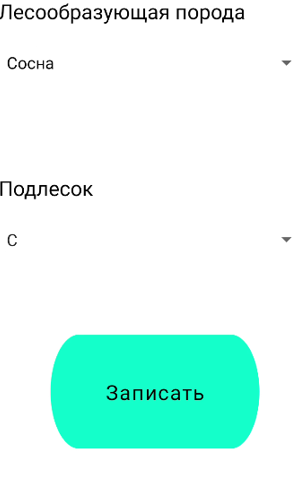 Лесообразующая порода
Сосна
Подлесок
С
Записать